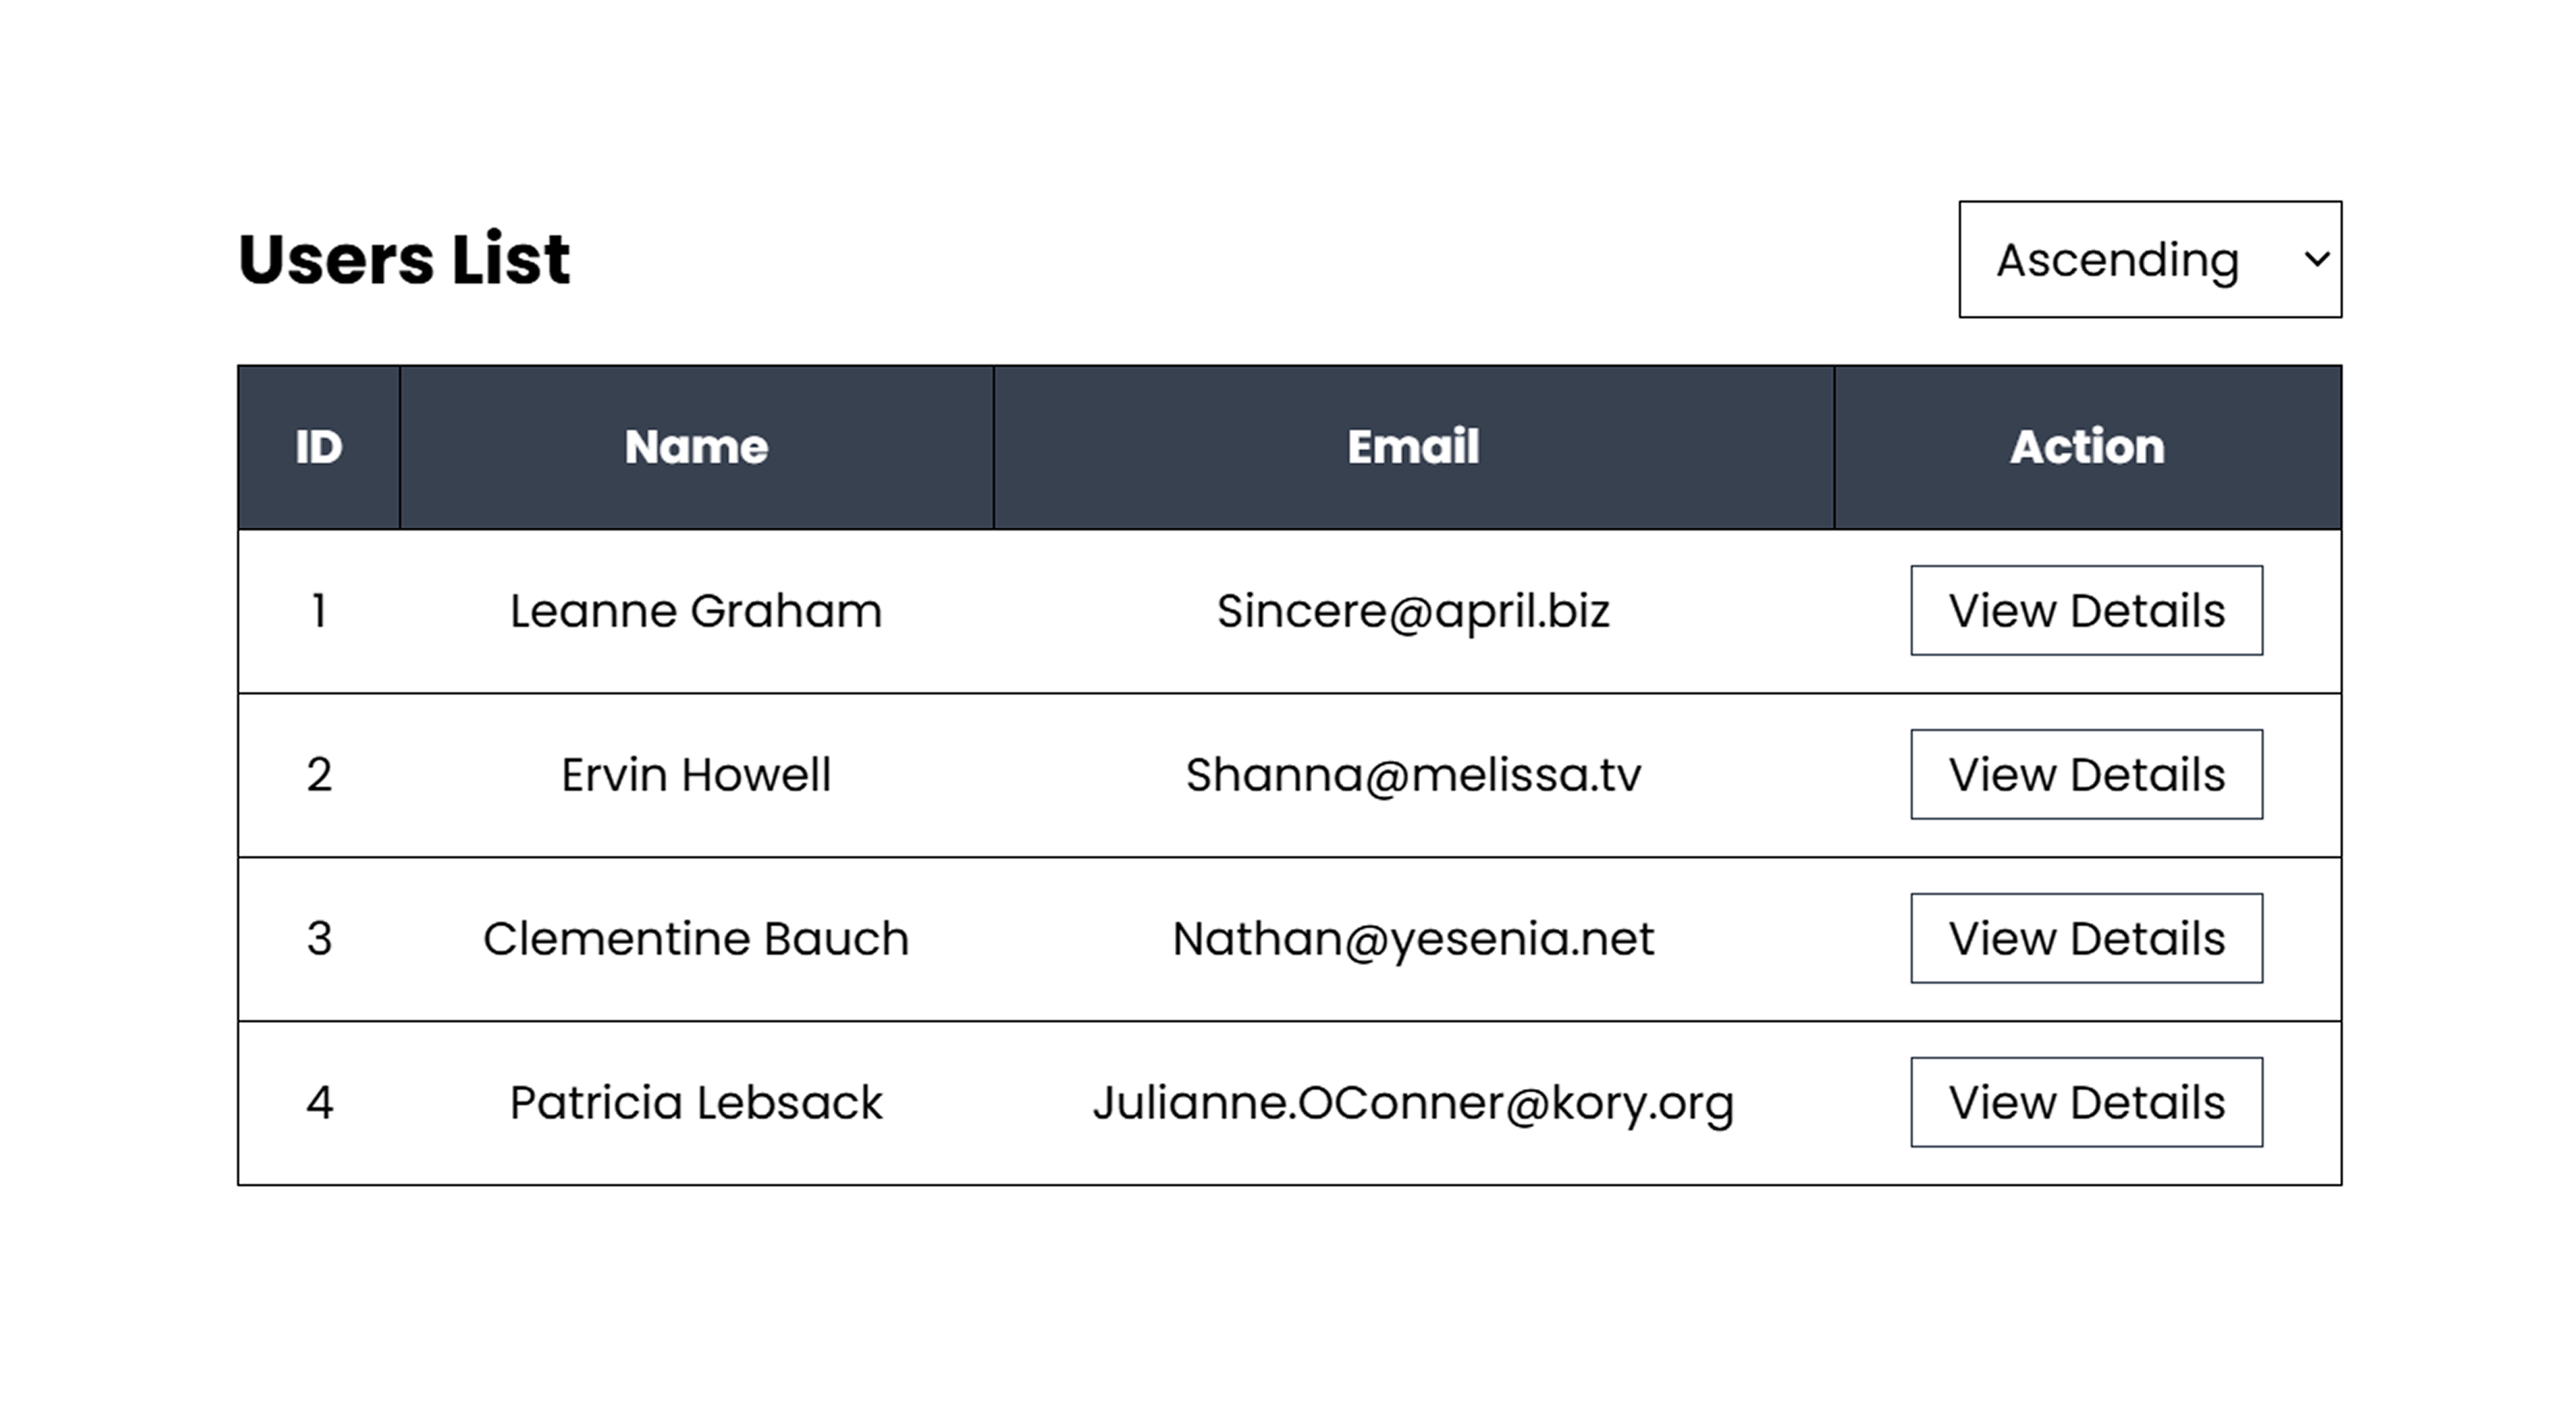 Users List
Ascending
ID Name Email Action
1 Leanne Graham Sincere@april.biz View Details
2 Ervin Howell Shanna@melissa.tv View Details
3 Clementine Bauch Nathan@yesenia.net View Details
4 Patricia Lebsack Julianne.OConner@kory.org View Details